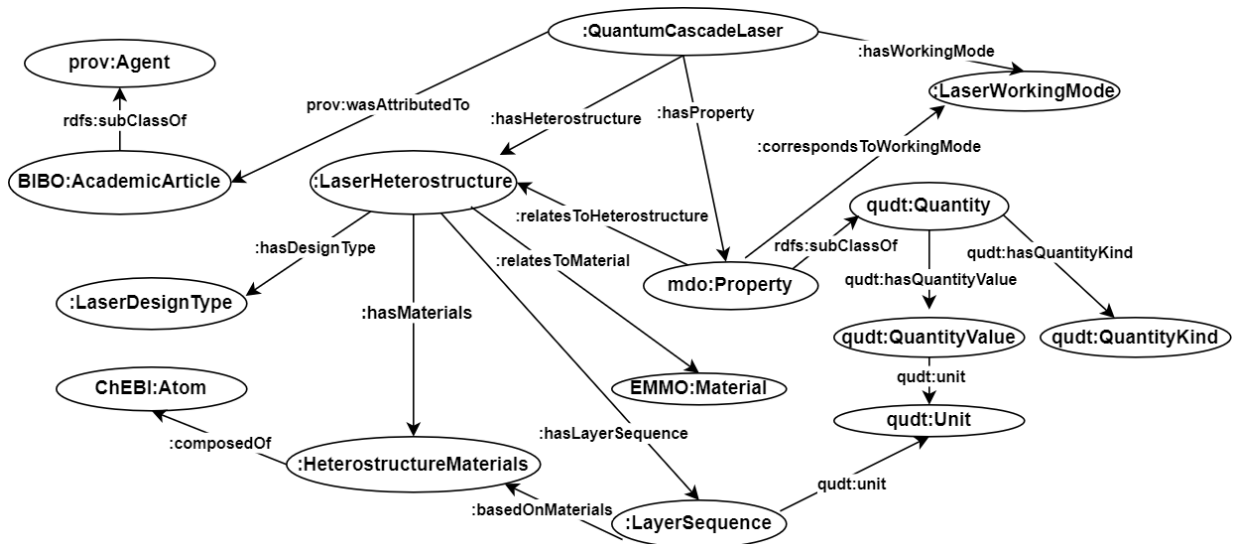 :QuantumCascadeLaser
:hasWorkingMode
prov:Agent
:LaserWorkingMode
prov:wasAttributedTo
:hasProperty
:hasHeterostructure
rdfs:subClassOf
:correspondsToWorkingMode
BIBO:AcademicArticle
:LaserHeterostructure
qudt:Quantity
:relatesToHeterostructure
:hasDesignType
rdfs:subClassOf
qudt:hasQuantityKind
:relatesToMaterial
mdo:Property
qudt:hasQuantityValue
:LaserDesignType
:hasMaterials
qudt:QuantityValue
qudt:QuantityKind
qudt:unit
ChEBI:Atom
EMMO:Material
qudt:Unit
:hasLayerSequence
:composedOf
:HeterostructureMaterials
qudt:unit
:basedOnMaterials
:LayerSequence